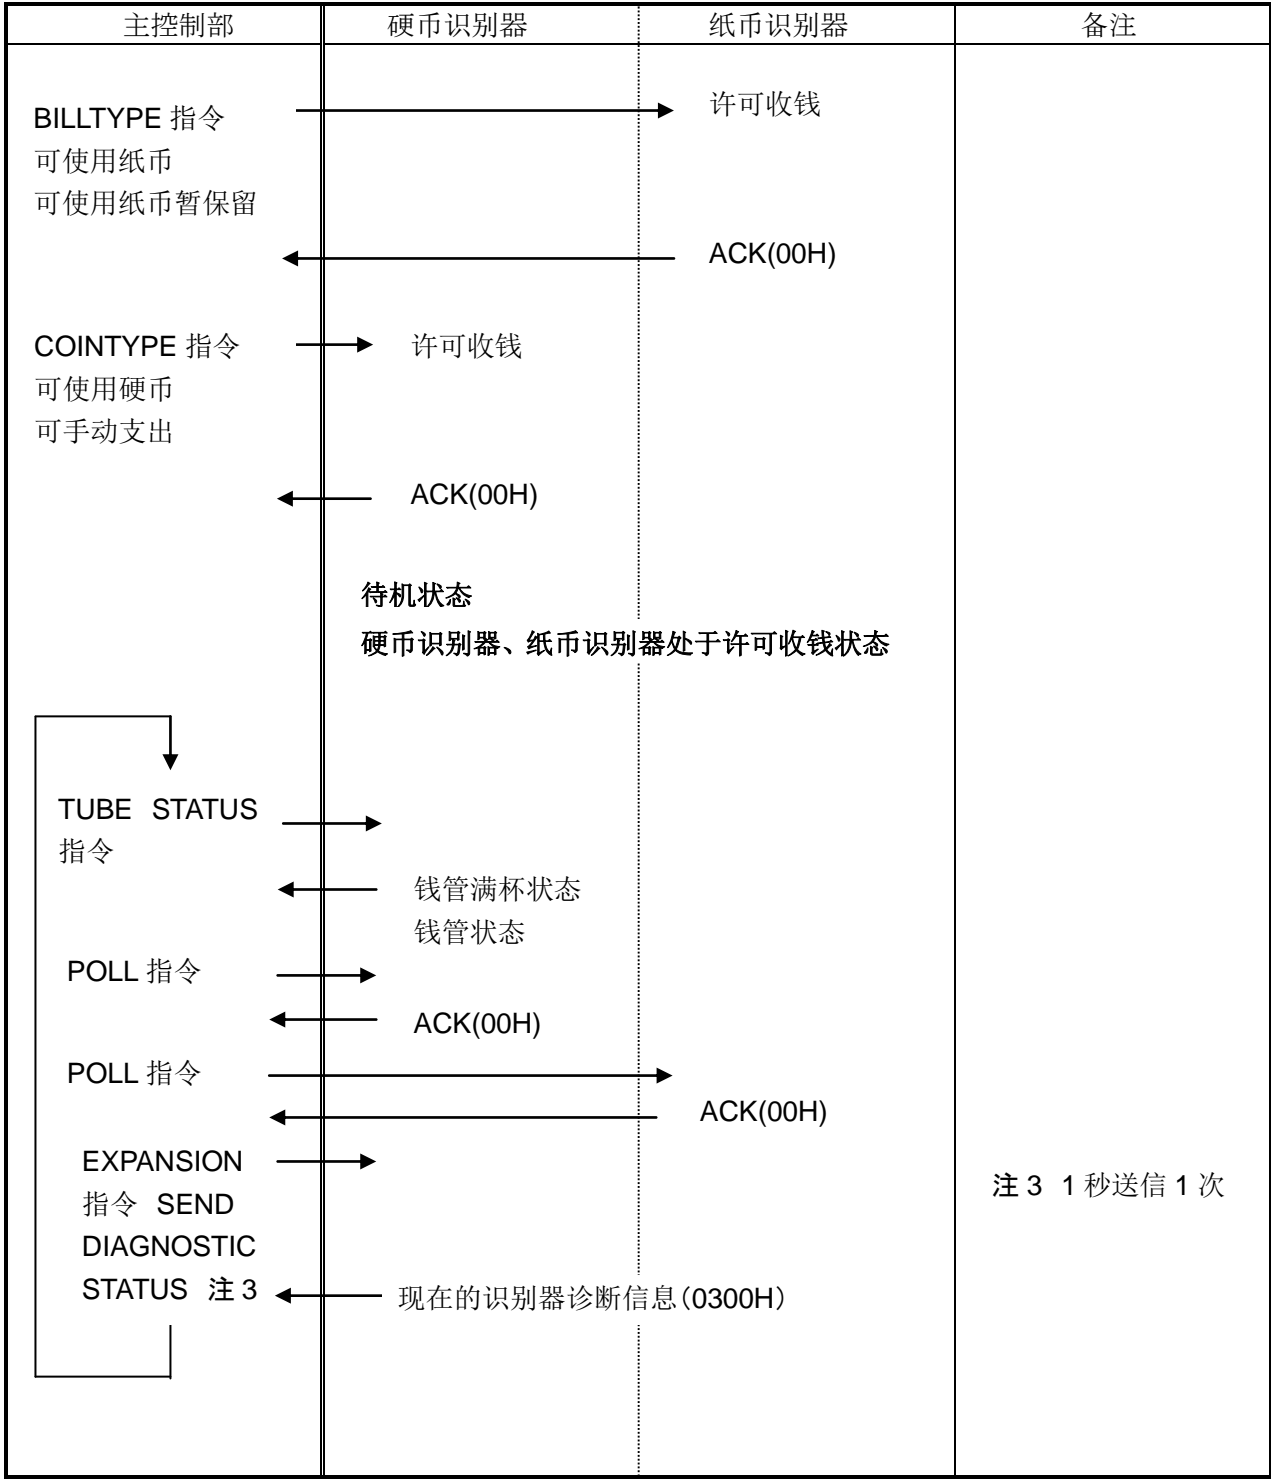 主控制部 硬币识别器 纸币识别器 备注
BILLTYPE 指令 许可收钱
可使用纸币
可使用纸币暂保留
ACK(00H)
COINTYPE 指令 许可收钱
可使用硬币
可手动支出
ACK(00H)
待机状态
硬币识别器、纸币识别器处于许可收钱状态
TUBE STATUS
指令
钱管满杯状态
钱管状态
POLL 指令
ACK(00H)
POLL 指令
ACK(00H)
EXPANSION
指令 SEND
DIAGNOSTIC
STATUS 注 3
注 3 1 秒送信 1 次
现在的识别器诊断信息(0300H)